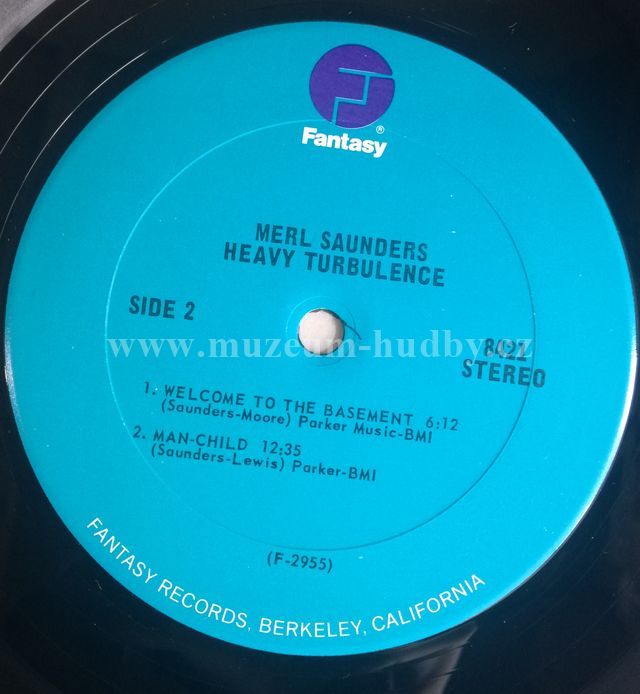 Fantasy®
MERL SAUNDERS
HEAVY TURBULENCE
SIDE 2
8421
STEREO
www.muzeum-hudby.cz
1. WELCOME TO THE BASEMENT 6:12
(Saunders-Moore) Parker Music-BMI
2. MAN-CHILD 12:35
(Saunders-Lewis) Parker-BMI
(F-2955)
FANTASY RECORDS, BERKELEY, CALIFORNIA